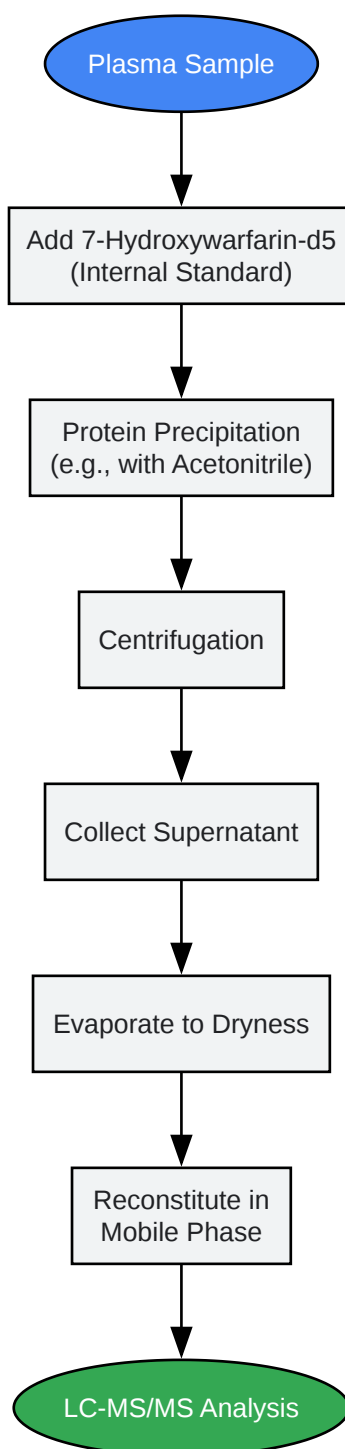 Plasma Sample
Add 7-Hydroxywarfarin-d5
(Internal Standard)
Protein Precipitation
(e.g., with Acetonitrile)
Centrifugation
Collect Supernatant
Evaporate to Dryness
Reconstitute in
Mobile Phase
LC-MS/MS Analysis